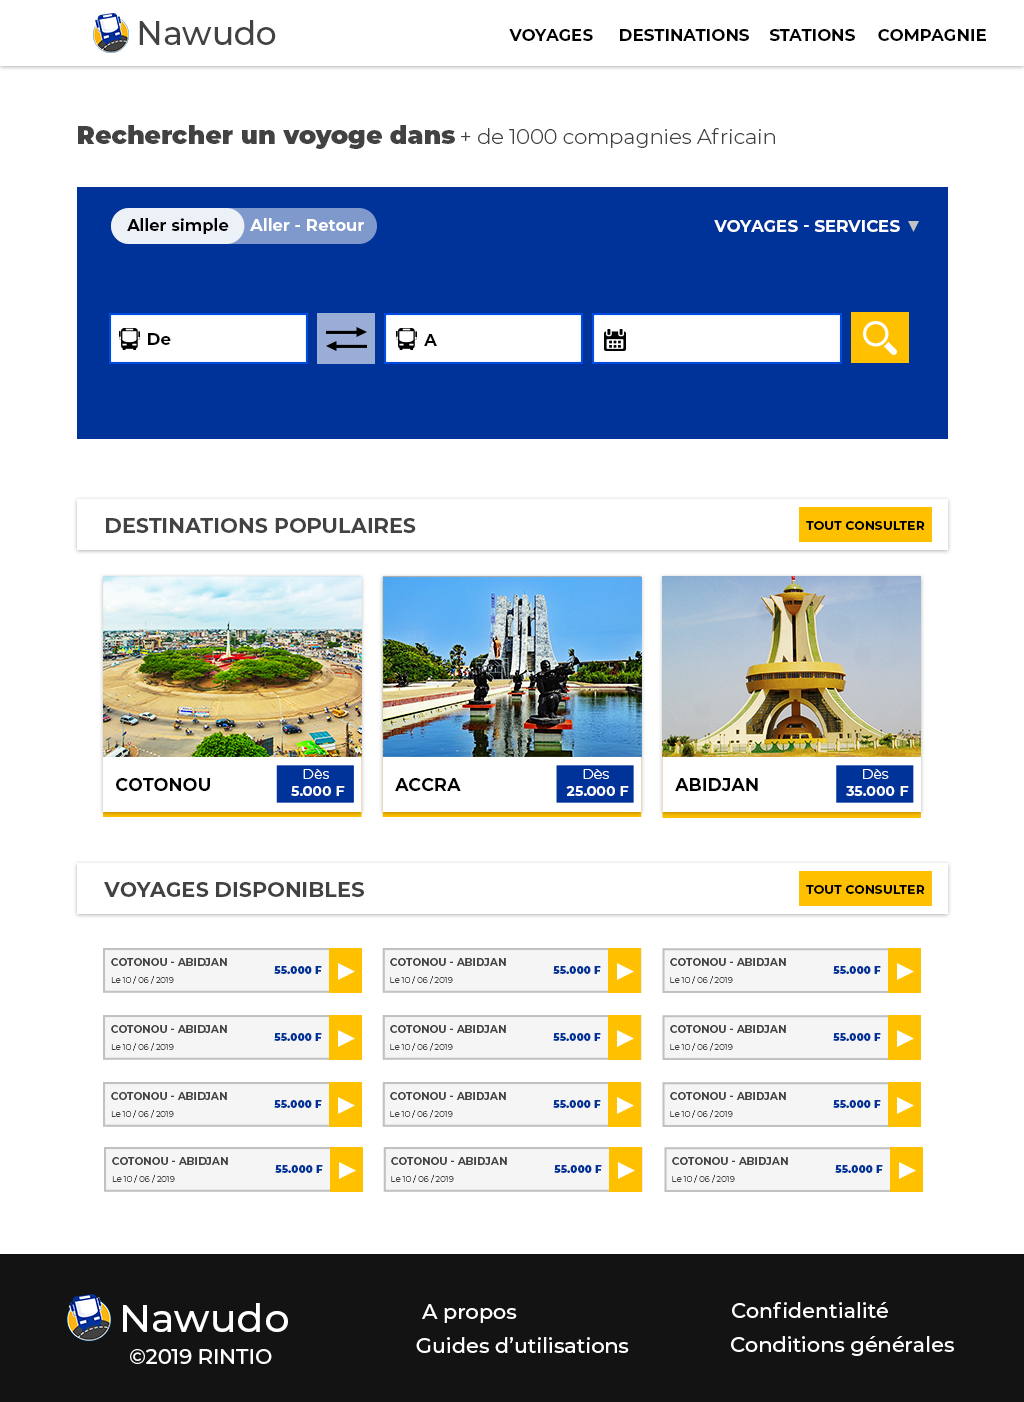 Nawudo
VOYAGES DESTINATIONS STATIONS COMPAGNIE
Rechercher un voyoge dans + de 1000 compagnies Africain
Aller simple Aller - Retour
VOYAGES - SERVICES ▼
De
A
DESTINATIONS POPULAIRES
TOUT CONSULTER
COTONOU
Dès
5.000 F
ACCRA
Dès
25.000 F
ABIDJAN
Dès
35.000 F
VOYAGES DISPONIBLES
TOUT CONSULTER
COTONOU - ABIDJAN
Le 10 / 06 / 2019
55.000 F
COTONOU - ABIDJAN
Le 10 / 06 / 2019
55.000 F
COTONOU - ABIDJAN
Le 10 / 06 / 2019
55.000 F
COTONOU - ABIDJAN
Le 10 / 06 / 2019
55.000 F
COTONOU - ABIDJAN
Le 10 / 06 / 2019
55.000 F
COTONOU - ABIDJAN
Le 10 / 06 / 2019
55.000 F
COTONOU - ABIDJAN
Le 10 / 06 / 2019
55.000 F
COTONOU - ABIDJAN
Le 10 / 06 / 2019
55.000 F
COTONOU - ABIDJAN
Le 10 / 06 / 2019
55.000 F
COTONOU - ABIDJAN
Le 10 / 06 / 2019
55.000 F
COTONOU - ABIDJAN
Le 10 / 06 / 2019
55.000 F
COTONOU - ABIDJAN
Le 10 / 06 / 2019
55.000 F
Nawudo
©2019 RINTIO
A propos
Guides d’utilisations
Confidentialité
Conditions générales